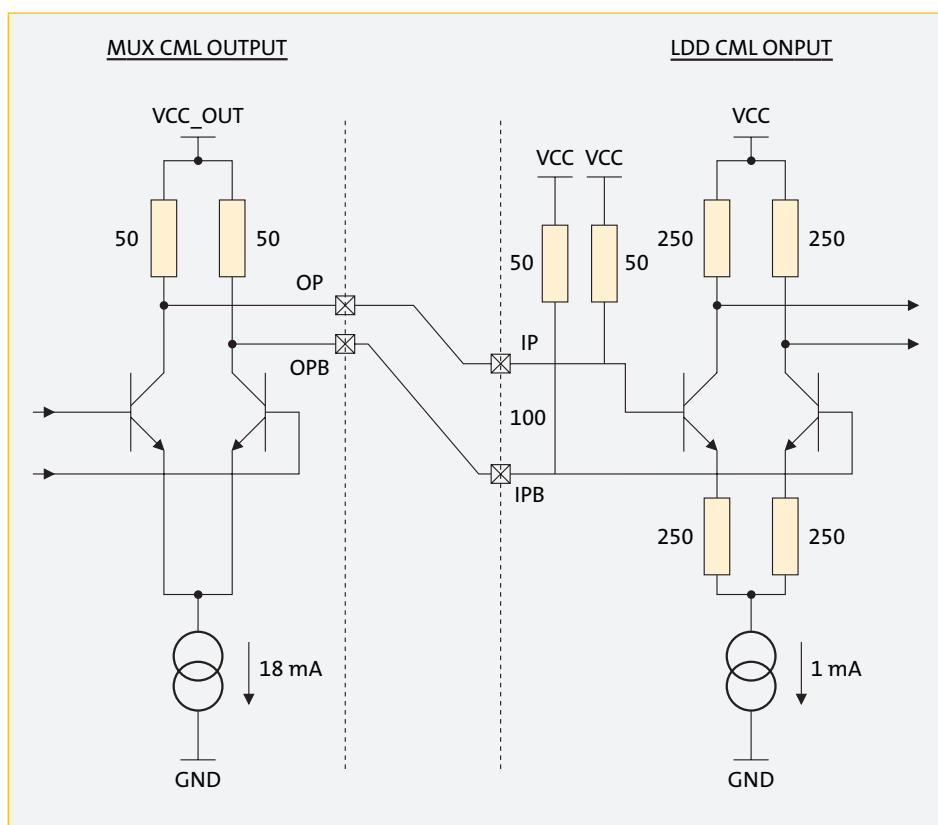 MUX CML OUTPUT
LDD CML ONPUT
VCC_OUT
VCC
VCC VCC
50
50
50
50
250
250
OP
OPB
IP
100
IPB
250
250
18 mA
1 mA
GND
GND